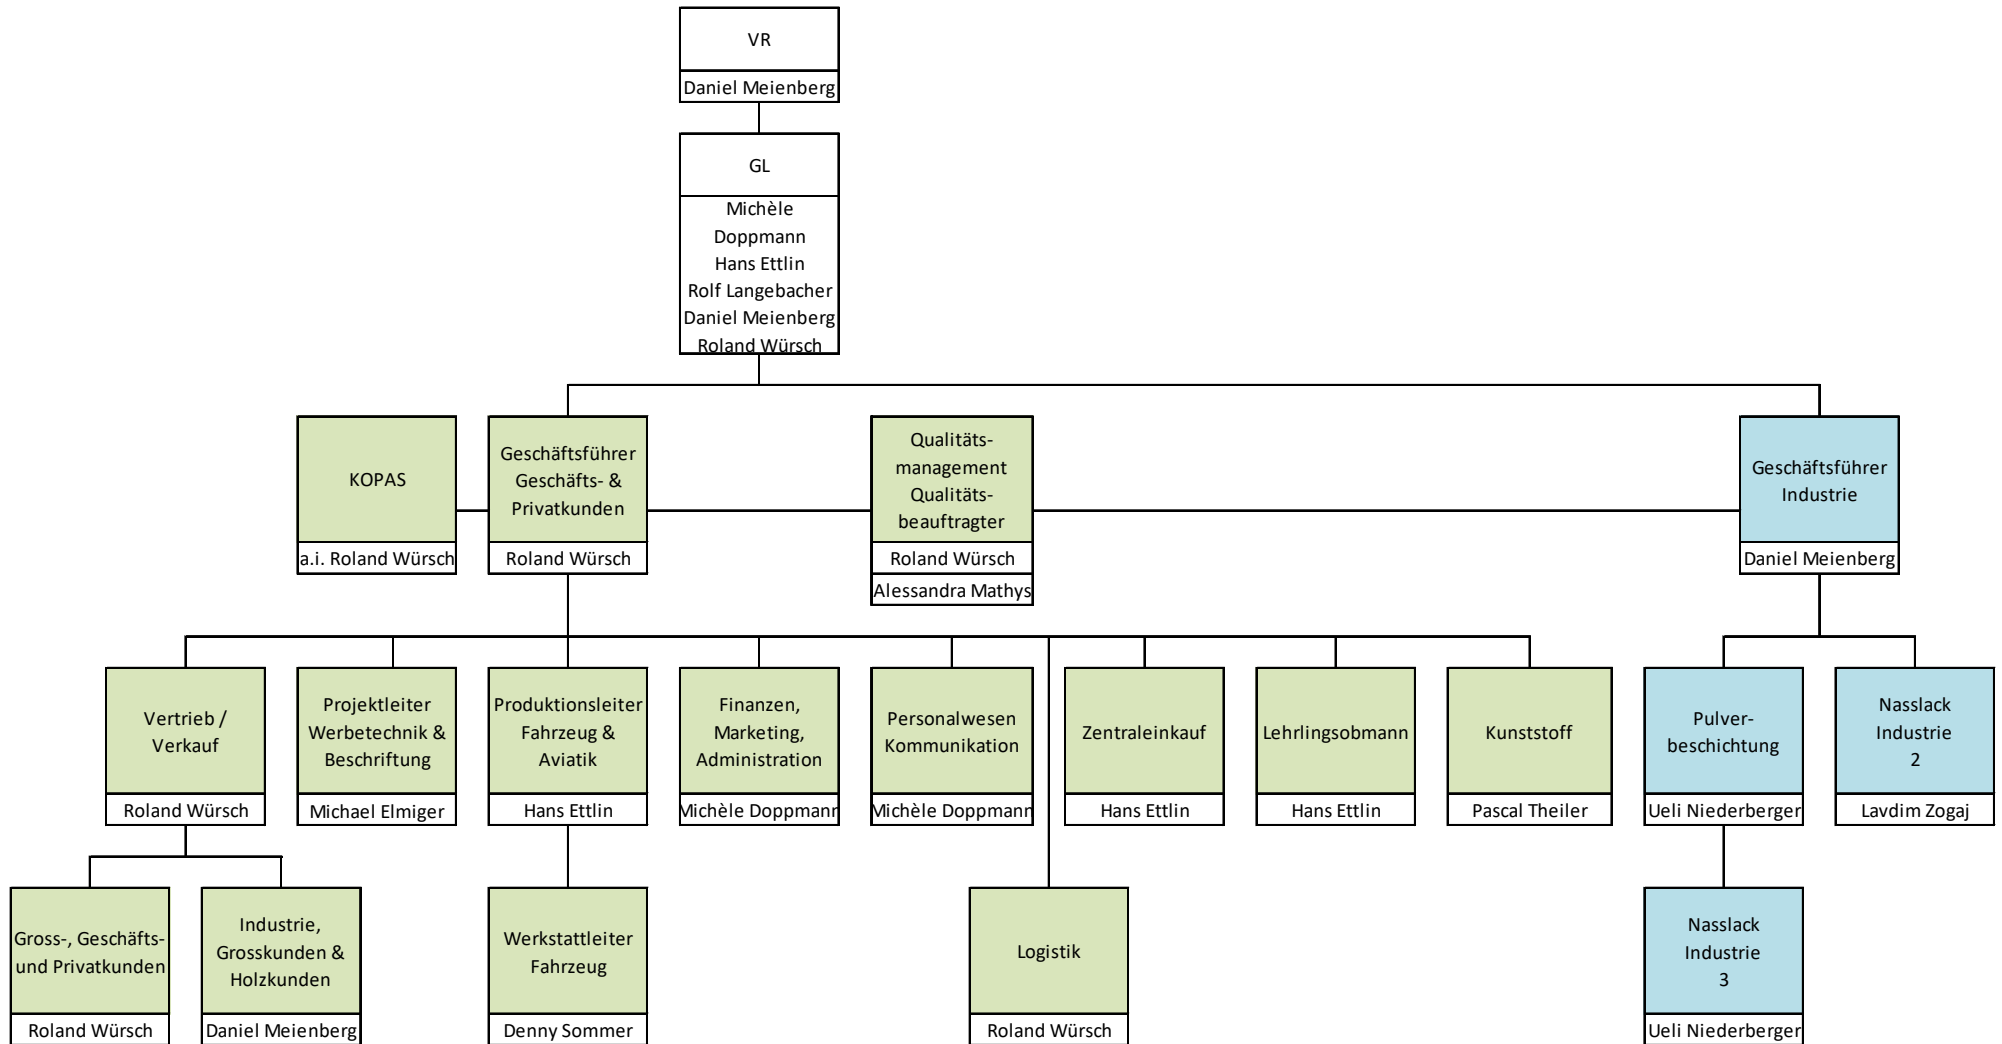 VR
Daniel Meienberg
GL
Michèle
Doppmann
Hans Ettlin
Rolf Langebacher
Daniel Meienberg
Roland Würsch
KOPAS
a.i. Roland Würsch
Geschäftsführer
Geschäfts- &
Privatkunden
Roland Würsch
Qualitäts-
management
Qualitäts-
beauftragter
Roland Würsch
Alessandra Mathys
Geschäftsführer
Industrie
Daniel Meienberg
Vertrieb /
Verkauf
Roland Würsch
Projektleiter
Werbetechnik &
Beschriftung
Michael Elmiger
Produktionsleiter
Fahrzeug &
Aviatik
Hans Ettlin
Finanzen,
Marketing,
Administration
Michèle Doppmann
Personalwesen
Kommunikation
Michèle Doppmann
Zentraleinkauf
Hans Ettlin
Lehrlingsobmann
Hans Ettlin
Kunststoff
Pascal Theiler
Pulver-
beschichtung
Ueli Niederberger
Nasslack
Industrie
2
Lavdim Zogaj
Gross-, Geschäfts-
und Privatkunden
Roland Würsch
Industrie,
Grosskunden &
Holzkunden
Daniel Meienberg
Werkstattleiter
Fahrzeug
Denny Sommer
Logistik
Roland Würsch
Nasslack
Industrie
3
Ueli Niederberger